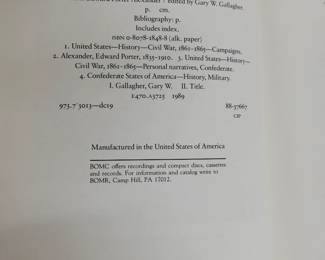 Edited by Gary W. Gallagher.
p. cm.
Bibliography: p.
Includes index.
ISBN 0-8078-1848-8 (alk. paper)
1. United States—History—Civil War, 1861–1865—Campaigns.
2. Alexander, Edward Porter, 1835–1910. 3. United States—History—
Civil War, 1861–1865—Personal narratives, Confederate.
4. Confederate States of America—History, Military.
I. Gallagher, Gary W. II. Title.
E470.A3725 1989
973.7'3013—dc19 88-37667
CIP
Manufactured in the United States of America
BOMC offers recordings and compact discs, cassettes
and records. For information and catalog write to
BOMR, Camp Hill, PA 17012.